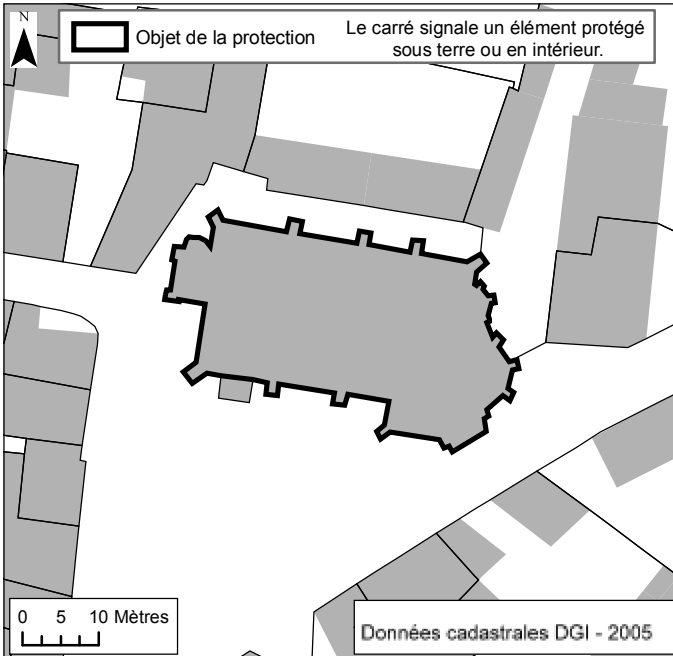 N
Objet de la protection
Le carré signale un élément protégé
sous terre ou en intérieur.
0 5 10 Mètres
Données cadastrales DGI - 2005